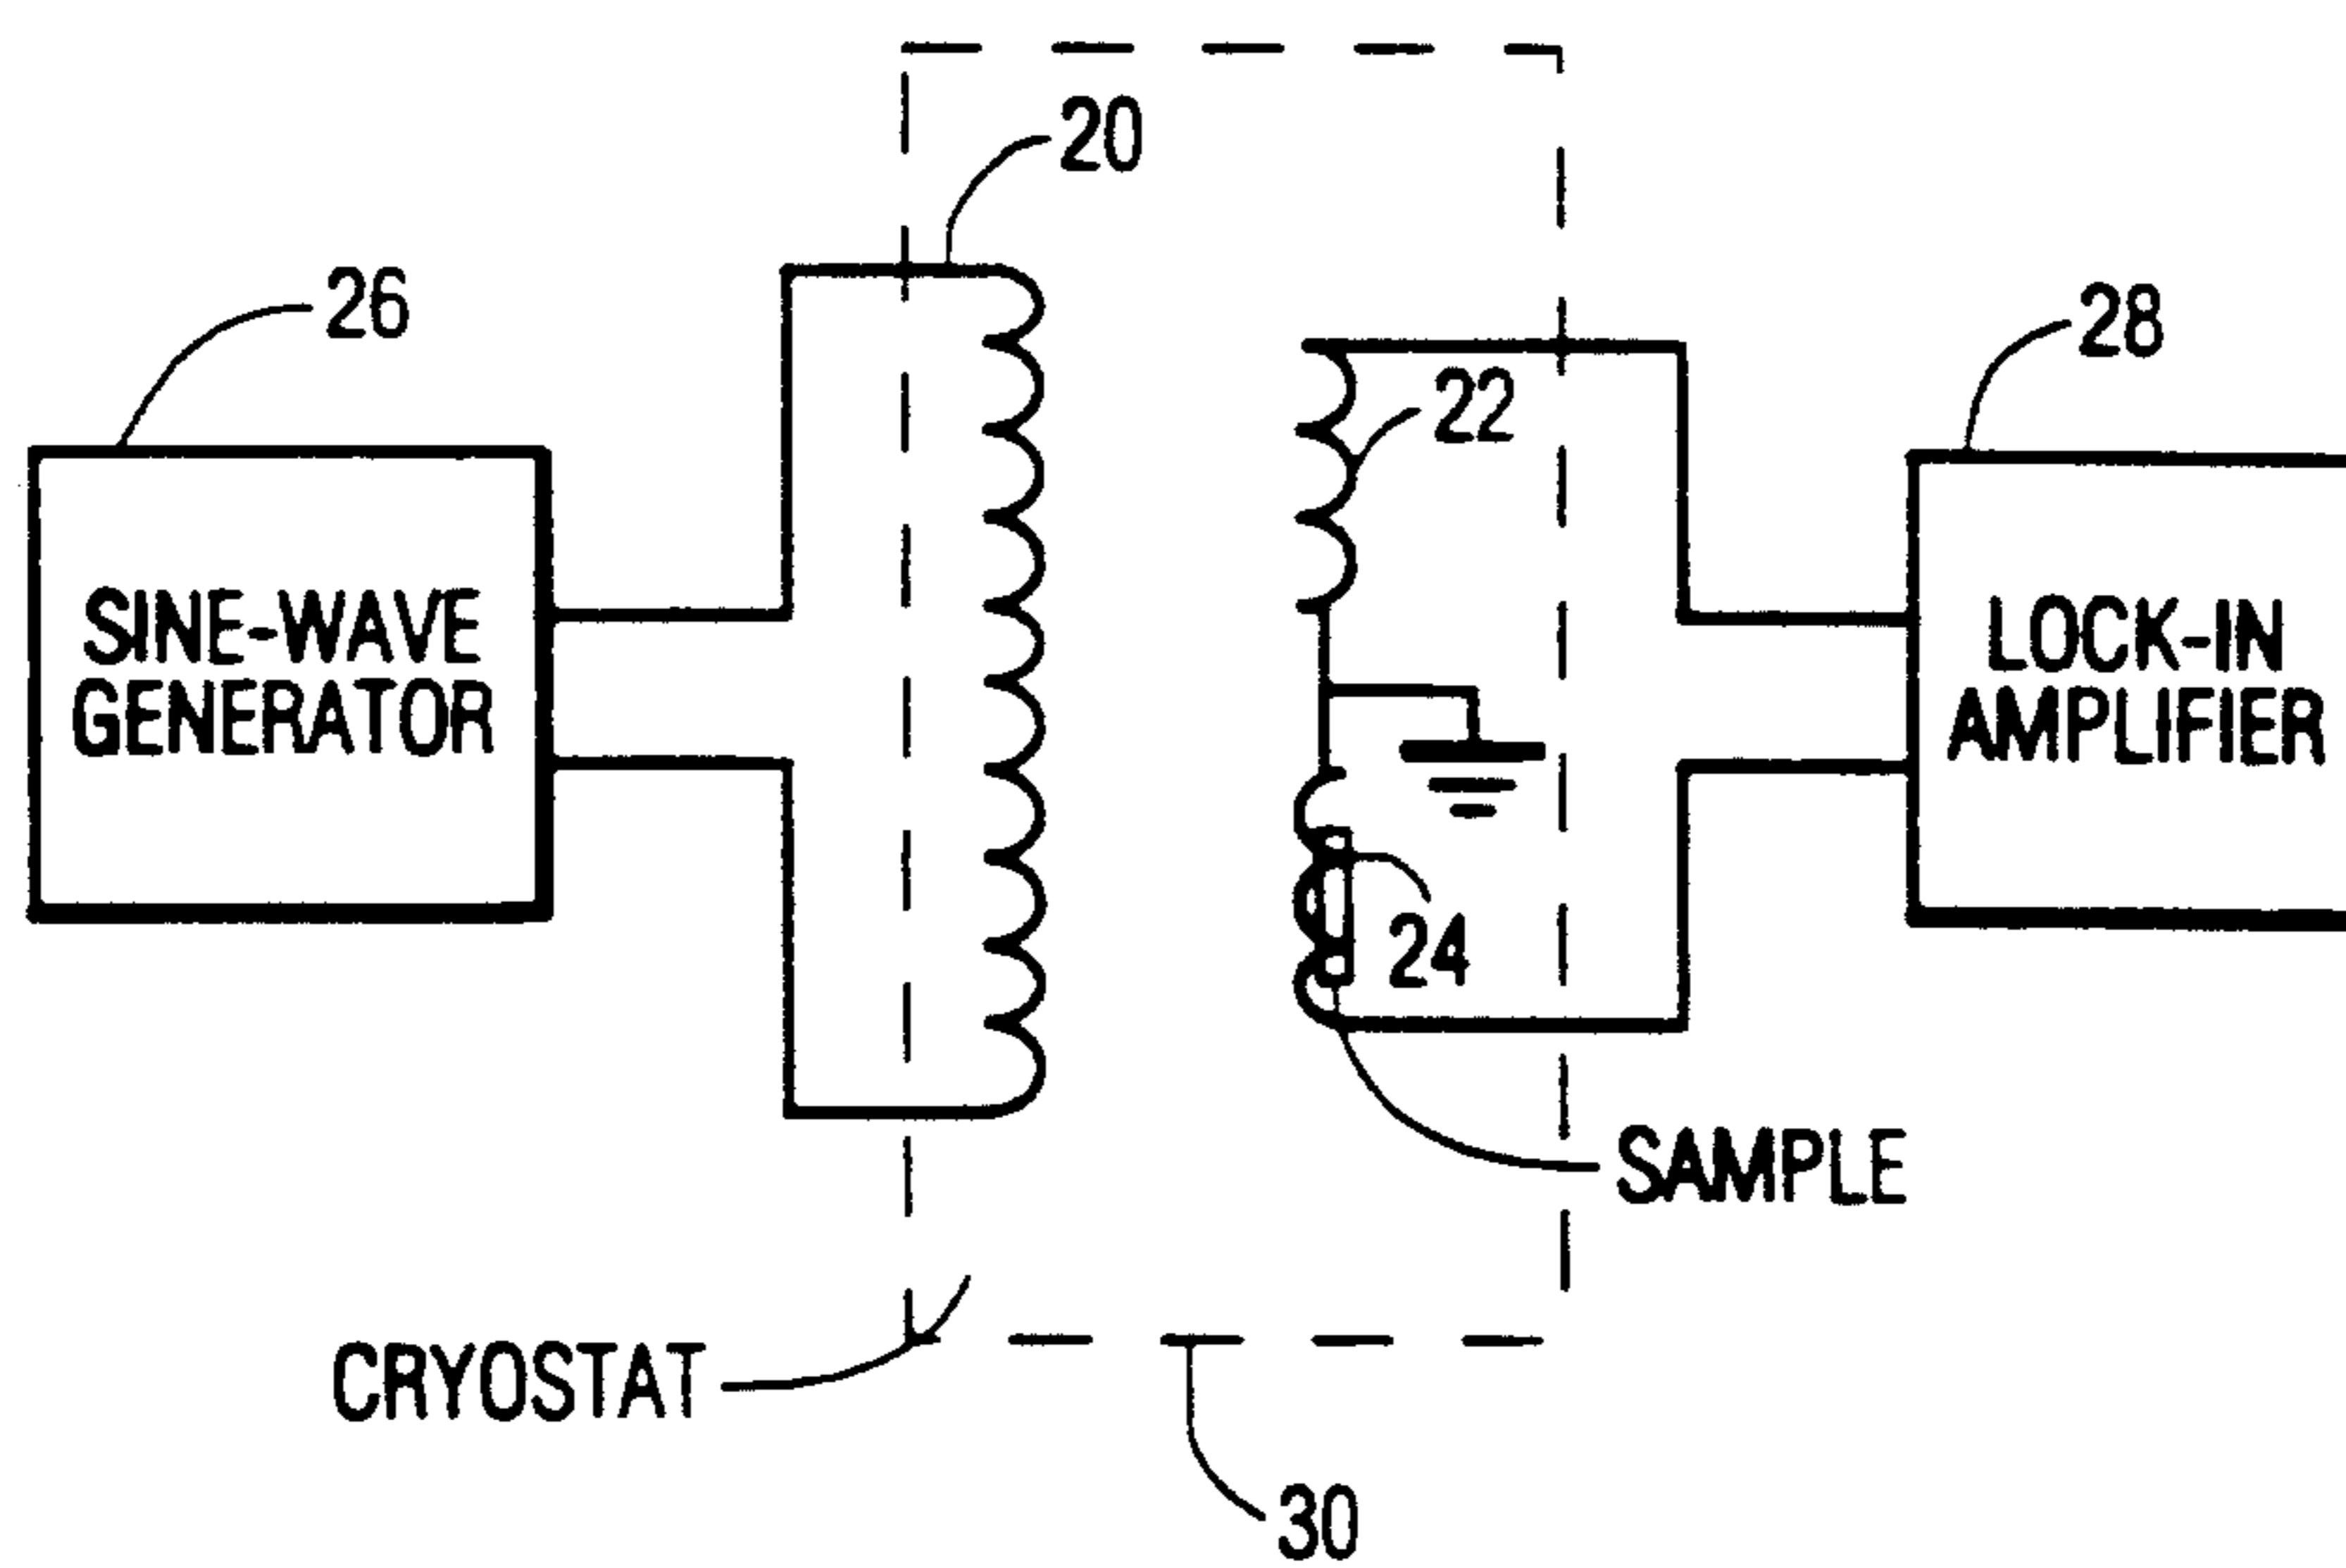 20
26
28
22
SINE-WAVE
GENERATOR
LOCK-IN
AMPLIFIER
24
SAMPLE
CRYOSTAT
30